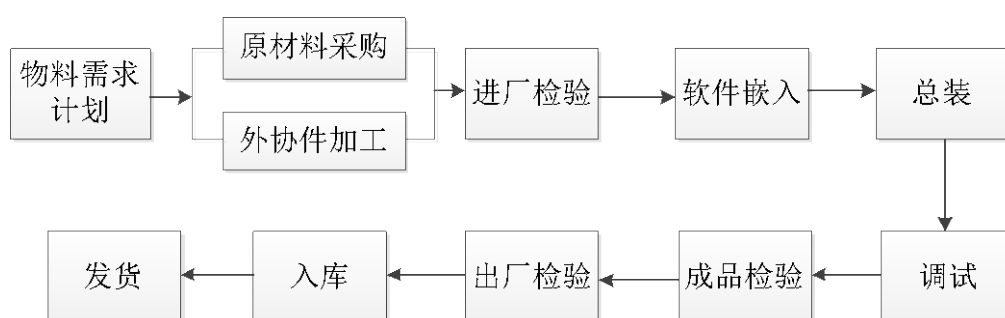 物料需求
计划
原材料采购
外协件加工
进厂检验
软件嵌入
总装
调试
成品检验
出厂检验
入库
发货